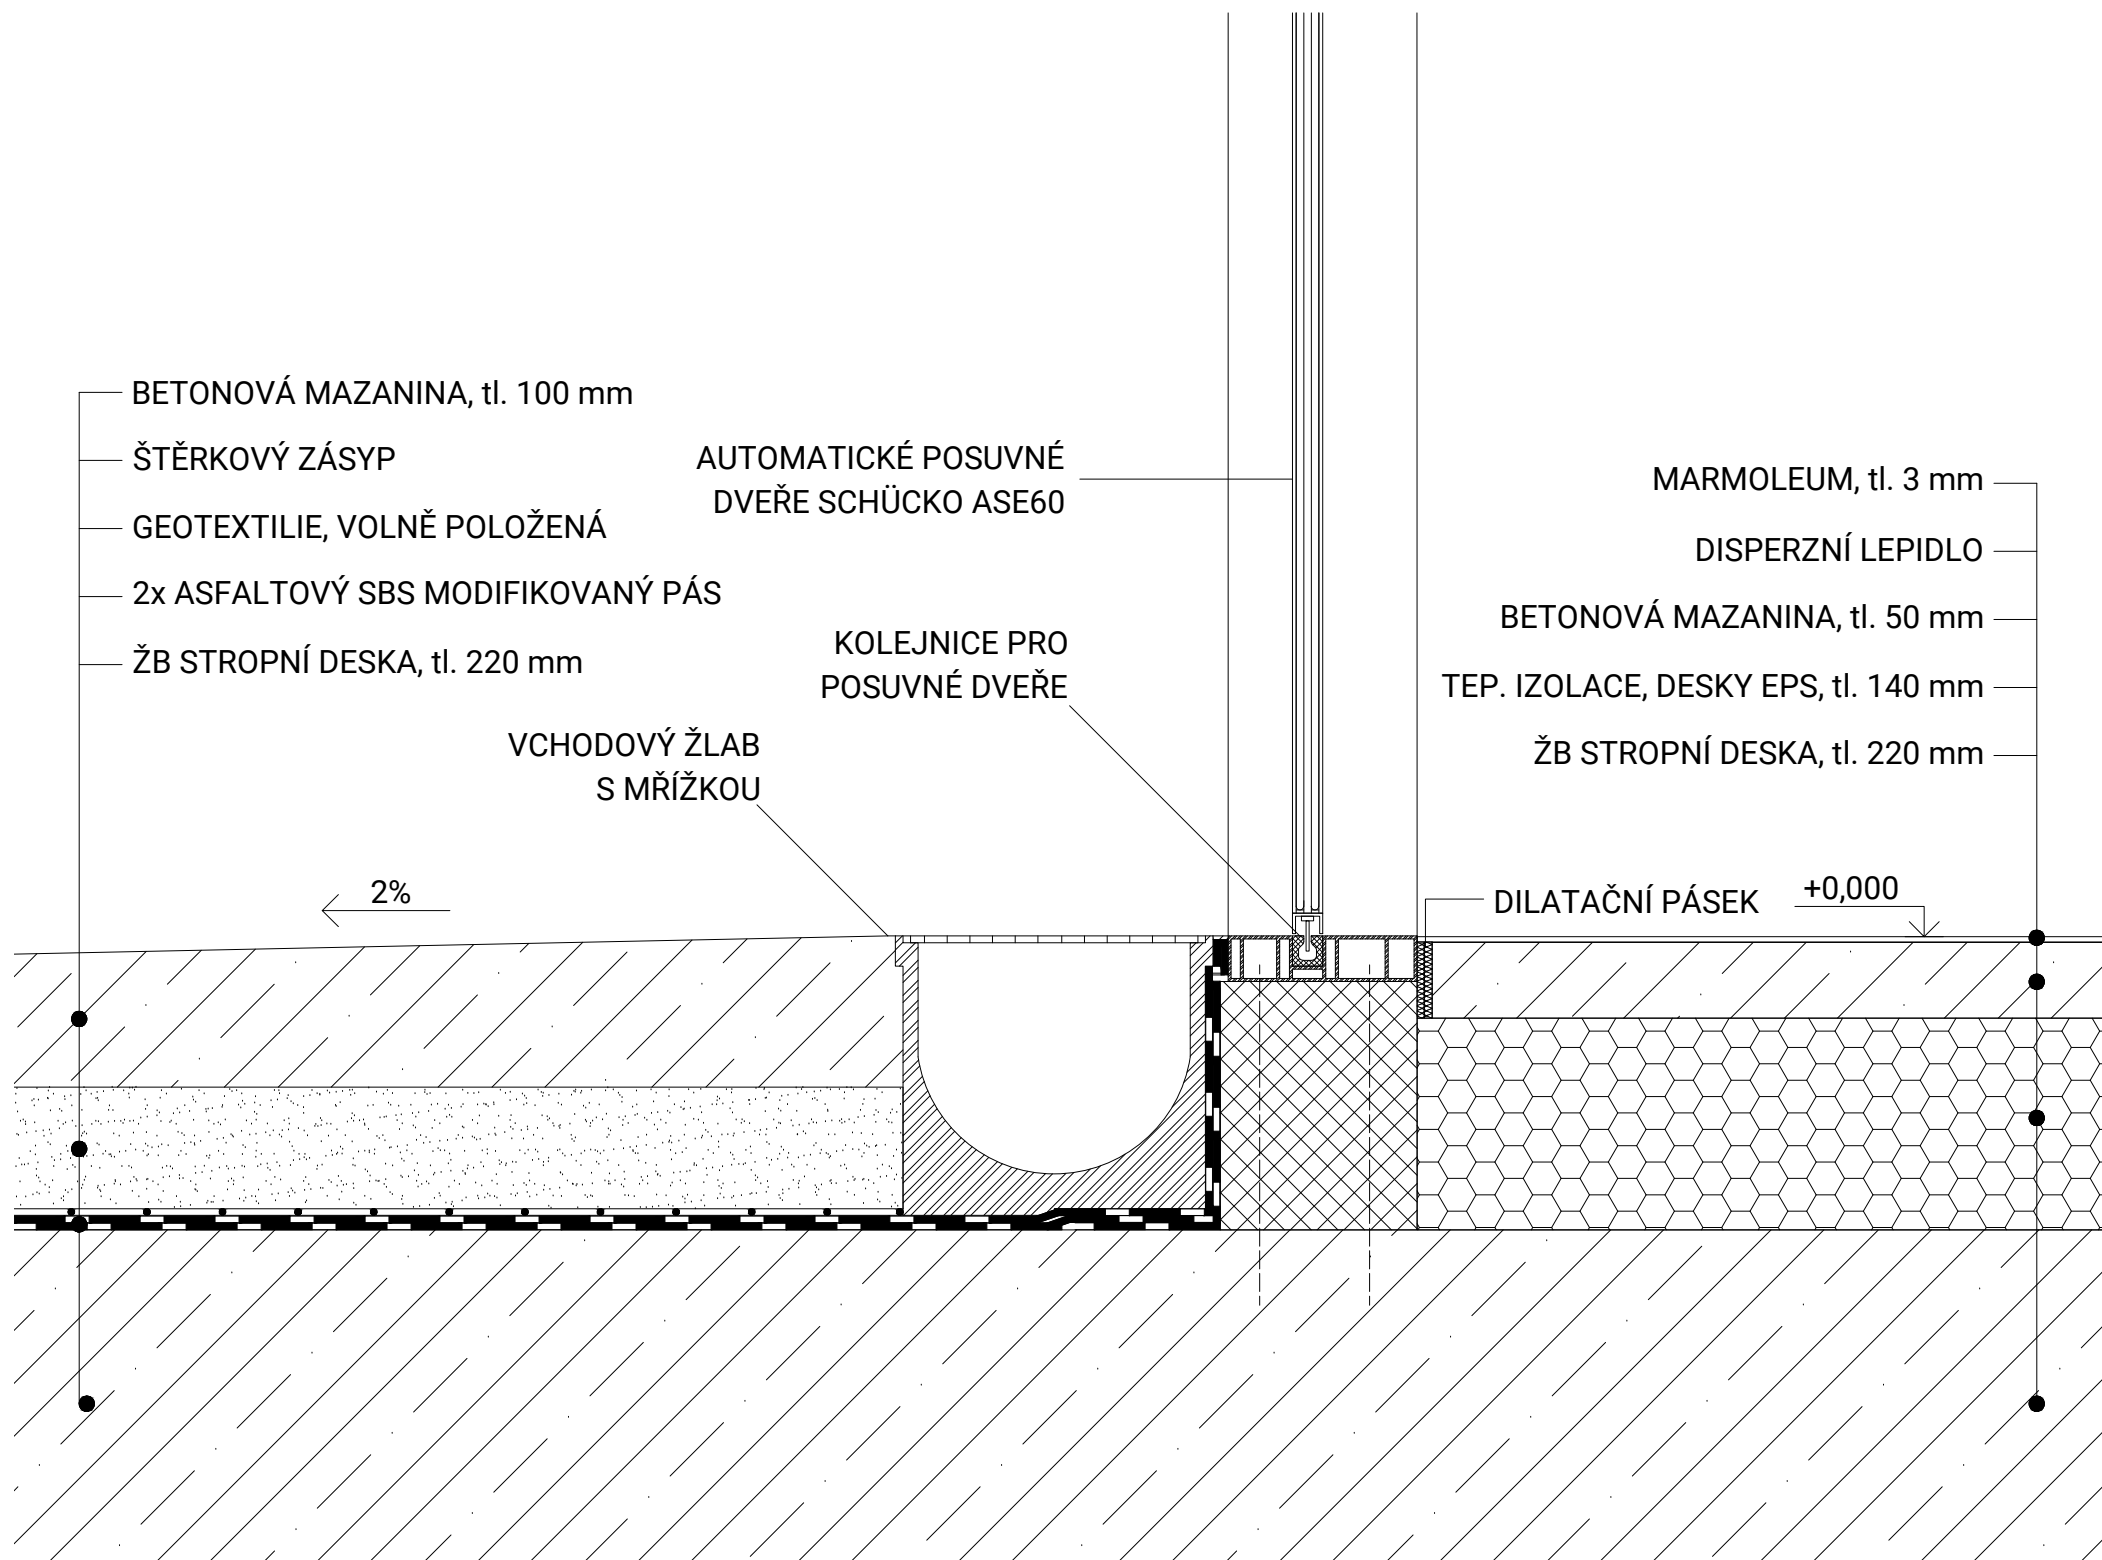 BETONOVÁ MAZANINA, tl. 100 mm
ŠTĚRKOVÝ ZÁSYP
GEOTEXTILIE, VOLNĚ POLOŽENÁ
2x ASFALTOVÝ SBS MODIFIKOVANÝ PÁS
ŽB STROPNÍ DESKA, tl. 220 mm
AUTOMATICKÉ POSUVNÉ
DVEŘE SCHÜCKO ASE60
KOLEJNICE PRO
POSUVNÉ DVEŘE
VCHODOVÝ ŽLAB
S MŘÍŽKOU
2%
MARMOLEUM, tl. 3 mm
DISPERZNÍ LEPIDLO
BETONOVÁ MAZANINA, tl. 50 mm
TEP. IZOLACE, DESKY EPS, tl. 140 mm
ŽB STROPNÍ DESKA, tl. 220 mm
DILATAČNÍ PÁSEK
+0,000